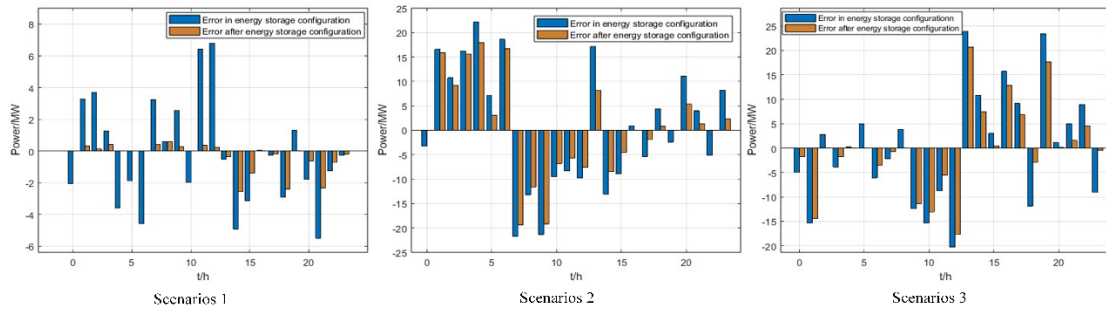 Error in energy storage configuration
Error after energy storage configuration
Power/MW
8
6
4
2
0
-2
-4
-6
0
5
10
15
20
t/h
Scenarios 1
Error in energy storage configuration
Error after energy storage configuration
Power/MW
25
20
15
10
5
0
-5
-10
-15
-20
-25
0
5
10
15
20
t/h
Scenarios 2
Error in energy storage configurationn
Error after energy storage configuration
Power/MW
25
20
15
10
5
0
-5
-10
-15
-20
0
5
10
15
20
t/h
Scenarios 3